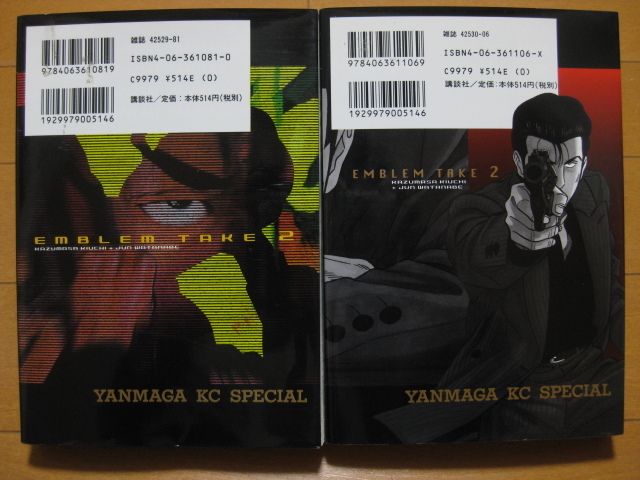 雑誌 42529-81
ISBN4-06-361081-0
C9979 ¥514E (0)
講談社/定価:本体514円(税別)
9784063610819
1929979005146
EMBLEM TAKE 2
KAZUMASA KIUCHI + JUN WATANABE
YANMAGA KC SPECIAL
雑誌 42530-06
ISBN4-06-361106-X
C9979 ¥514E (0)
講談社/定価:本体514円(税別)
9784063611069
1929979005146
EMBLEM TAKE 2
KAZUMASA KIUCHI
+ JUN WATANABE
YANMAGA KC SPECIAL